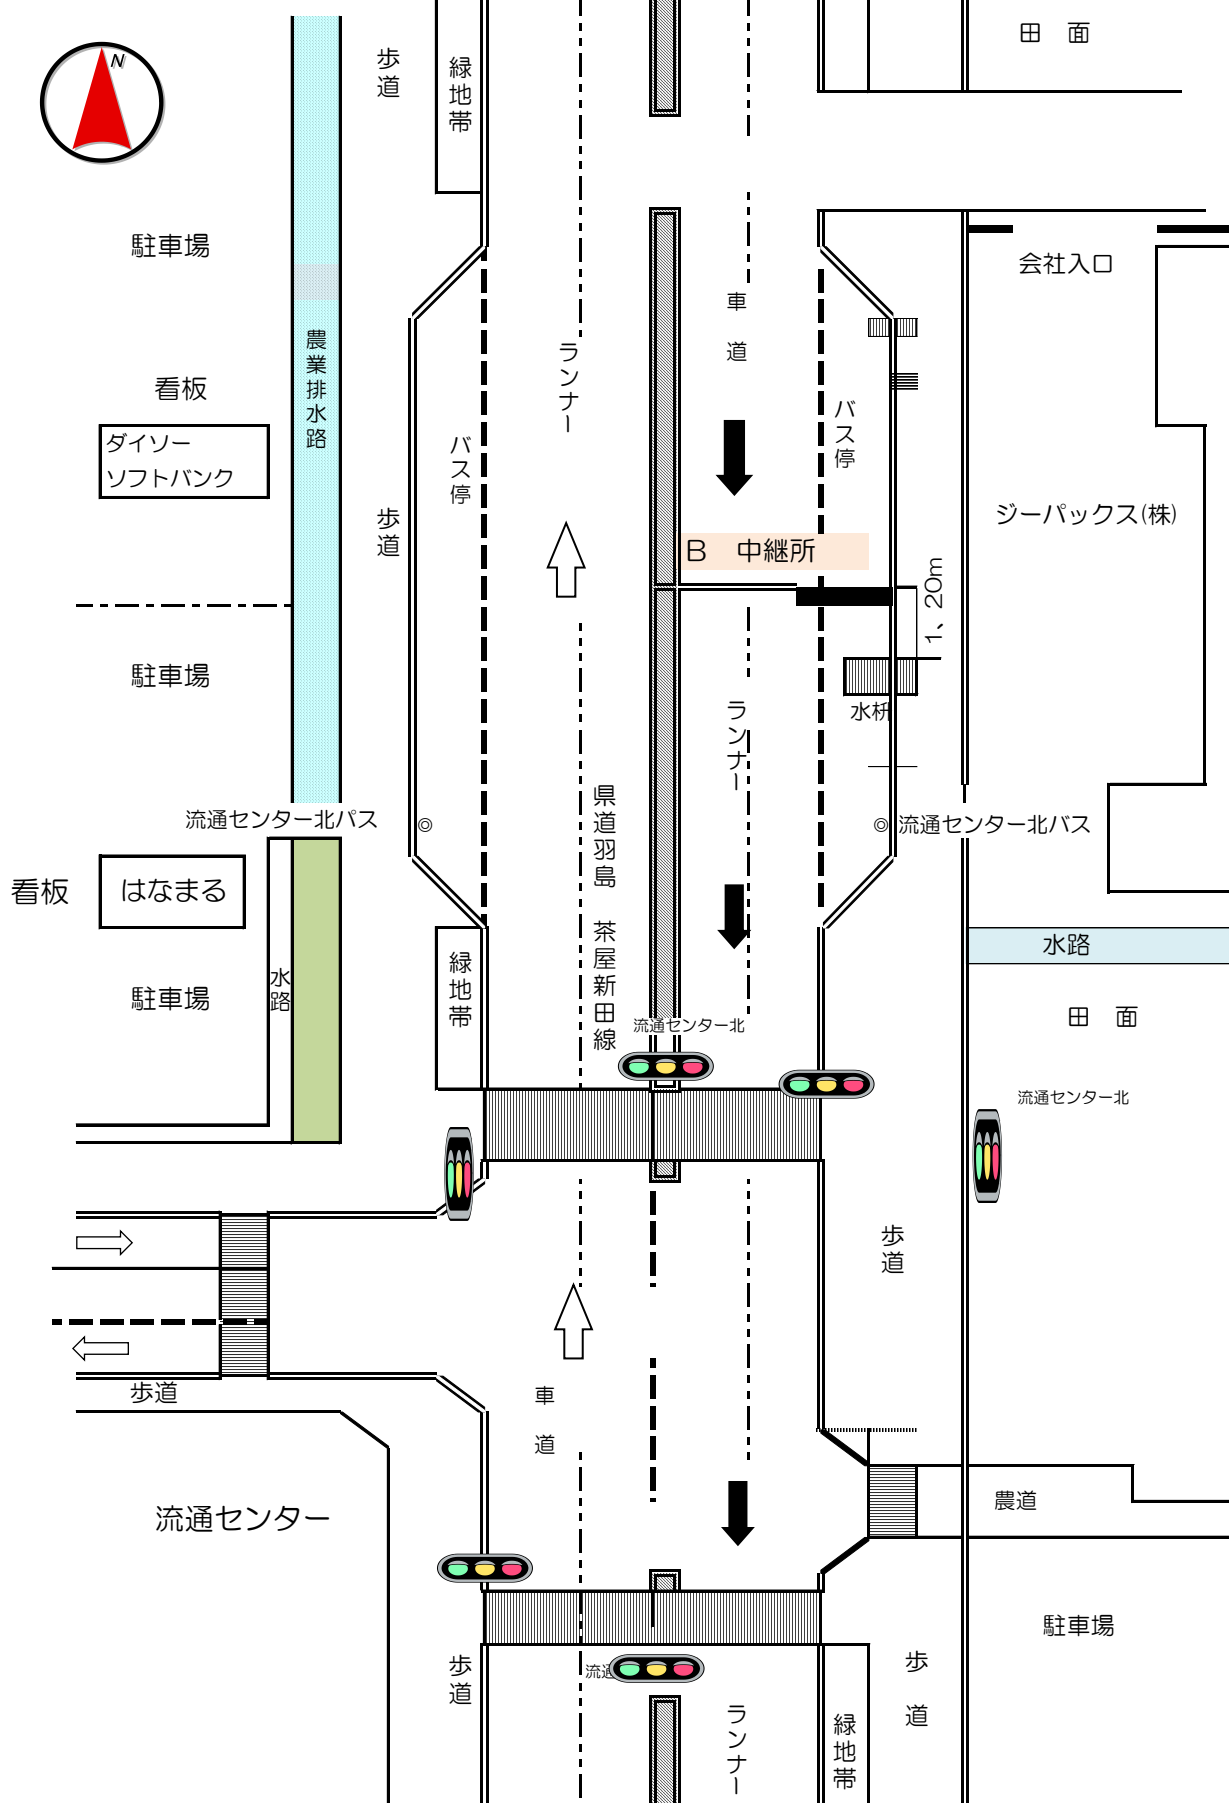 田　面
N
歩道
緑地帯
駐車場
会社入口
車　道
農業排水路
ランナー
看板
ダイソー
ソフトバンク
バス停
バス停
歩道
ジーパックス(株)
B　中継所
1、20m
駐車場
水枡
ランナー
県道羽島　茶屋新田線
流通センター北バス
◎
◎
流通センター北バス
看板
はなまる
水路
緑地帯
水路
駐車場
田　面
流通センター北
流通センター北
歩道
歩道
車　道
農道
流通センター
駐車場
歩道
流通
歩　道
ランナー
緑地帯